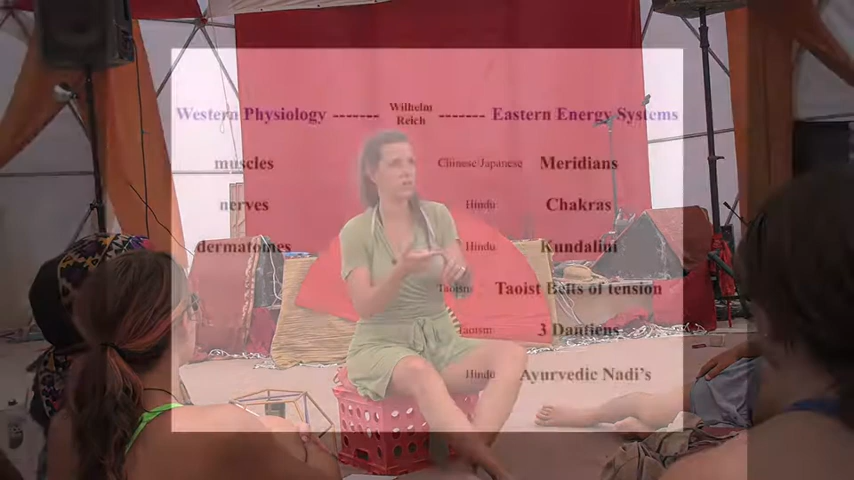 Western Physiology ------- Wilhelm Reich ------- Eastern Energy Systems
muscles Chinese/Japanese Meridians
nerves Hindu Chakras
dermatomes Hindu Kundalini
Taoism Taoist Belts of tension
Taoism 3 Dantiens
Hindu Ayurvedic Nadi's